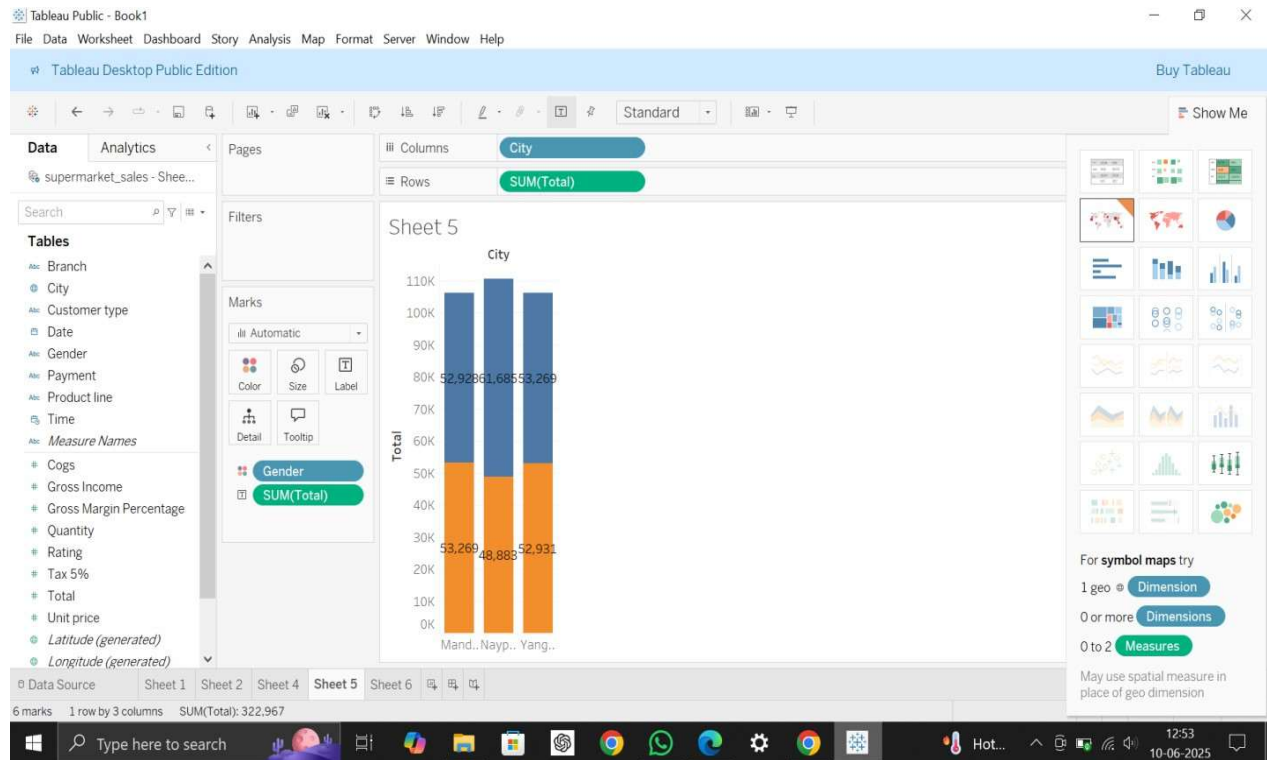 Tableau Public - Book1
File Data Worksheet Dashboard Story Analysis Map Format Server Window Help
Tableau Desktop Public Edition
Buy Tableau
Standard
Show Me
Data
Analytics
supermarket_sales - Shee...
Search
Tables
Abc Branch
City
Abc Customer type
Date
Abc Gender
Abc Payment
Abc Product line
Time
Abc Measure Names
# Cogs
# Gross Income
# Gross Margin Percentage
# Quantity
# Rating
# Tax 5%
# Total
# Unit price
Latitude (generated)
Longitude (generated)
Pages
Filters
Marks
Automatic
Color
Size
Label
Detail
Tooltip
Gender
SUM(Total)
Columns
City
Rows
SUM(Total)
Sheet 5
City
110K
100K
90K
80K
70K
60K
50K
40K
30K
20K
10K
0K
Total
52,928
61,685
53,269
53,269
48,883
52,931
Mand..
Nayp..
Yang..
For symbol maps try
1 geo Dimension
0 or more Dimensions
0 to 2 Measures
May use spatial measure in
place of geo dimension
Data Source
Sheet 1
Sheet 2
Sheet 4
Sheet 5
Sheet 6
6 marks 1 row by 3 columns SUM(Total): 322,967
Type here to search
Hot...
12:53
10-06-2025